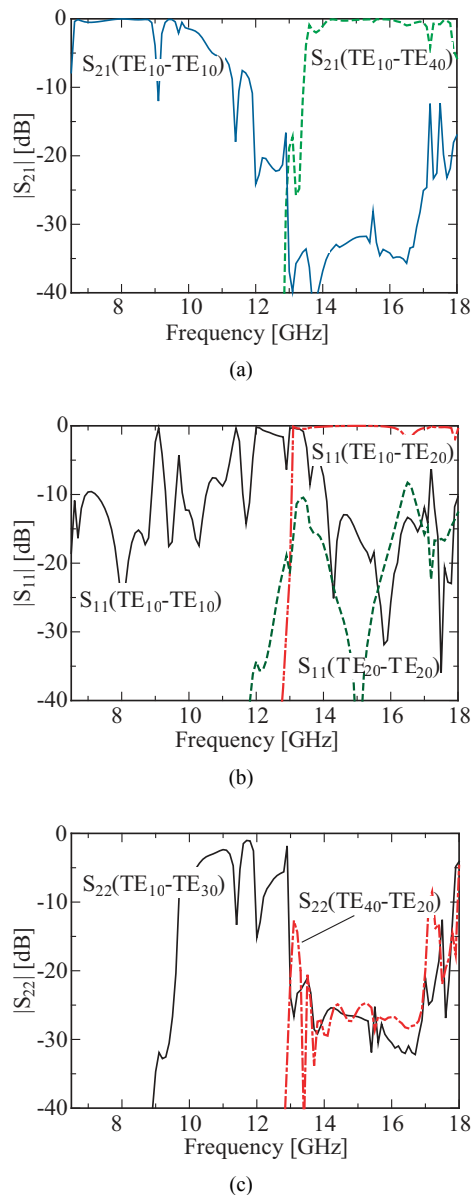 0
-10
-20
-30
-40
|S21| [dB]
S21(TE10-TE10)
S21(TE10-TE40)
8 10 12 14 16 18
Frequency [GHz]
(a)
0
-10
-20
-30
-40
|S11| [dB]
S11(TE10-TE20)
S11(TE10-TE10)
S11(TE20-TE20)
8 10 12 14 16 18
Frequency [GHz]
(b)
0
-10
-20
-30
-40
|S22| [dB]
S22(TE10-TE30)
S22(TE40-TE20)
8 10 12 14 16 18
Frequency [GHz]
(c)